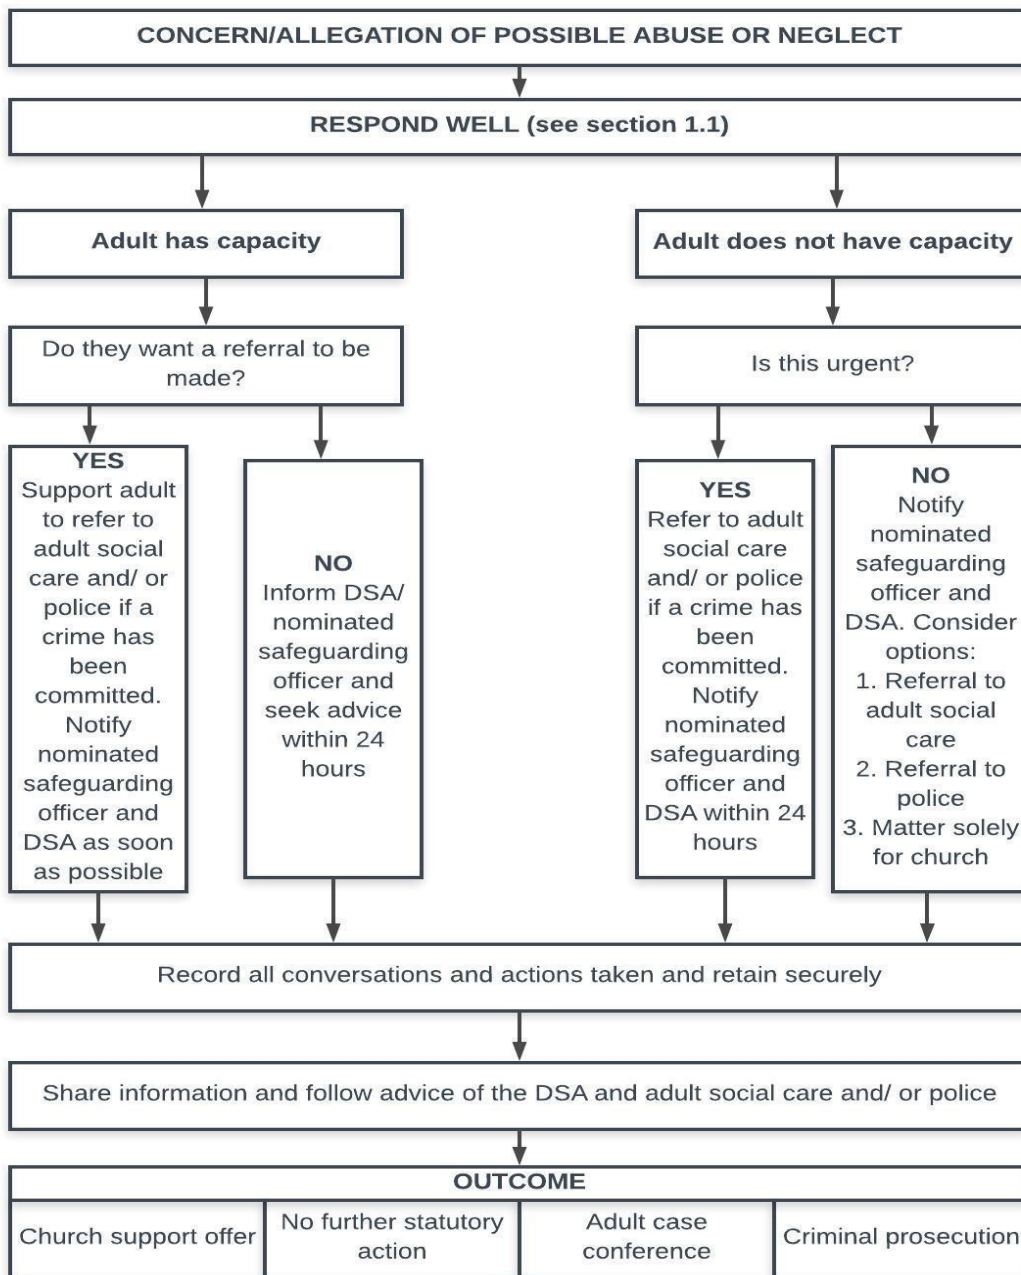 CONCERN/ALLEGATION OF POSSIBLE ABUSE OR NEGLECT
RESPOND WELL (see section 1.1)
Adult has capacity
Adult does not have capacity
Do they want a referral to be
made?
Is this urgent?
YES
Support adult
to refer to
adult social
care and/ or
police if a
crime has
been
committed.
Notify
nominated
safeguarding
officer and
DSA as soon
as possible
NO
Inform DSA/
nominated
safeguarding
officer and
seek advice
within 24
hours
YES
Refer to adult
social care
and/ or police
if a crime has
been
committed.
Notify
nominated
safeguarding
officer and
DSA within 24
hours
NO
Notify
nominated
safeguarding
officer and
DSA. Consider
options:
1. Referral to
adult social
care
2. Referral to
police
3. Matter solely
for church
Record all conversations and actions taken and retain securely
Share information and follow advice of the DSA and adult social care and/ or police
OUTCOME
Church support offer
No further statutory
action
Adult case
conference
Criminal prosecution